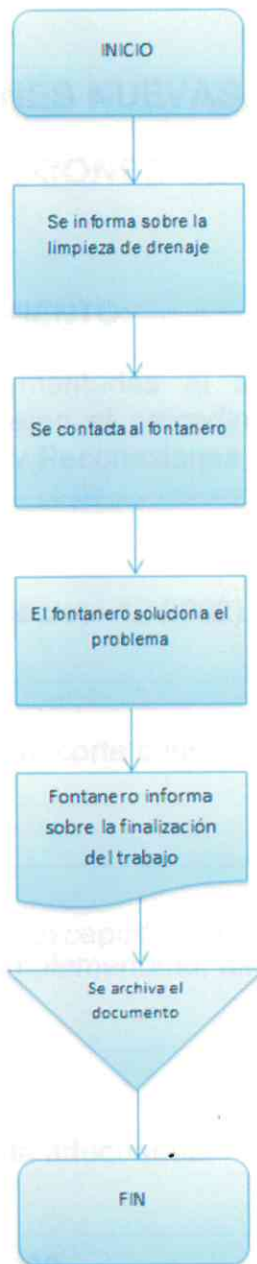 INICIO
Se informa sobre la
limpieza de drenaje
Se contacta al fontanero
El fontanero soluciona el
problema
Fontanero informa
sobre la finalización
del trabajo
Se archiva el
documento
FIN